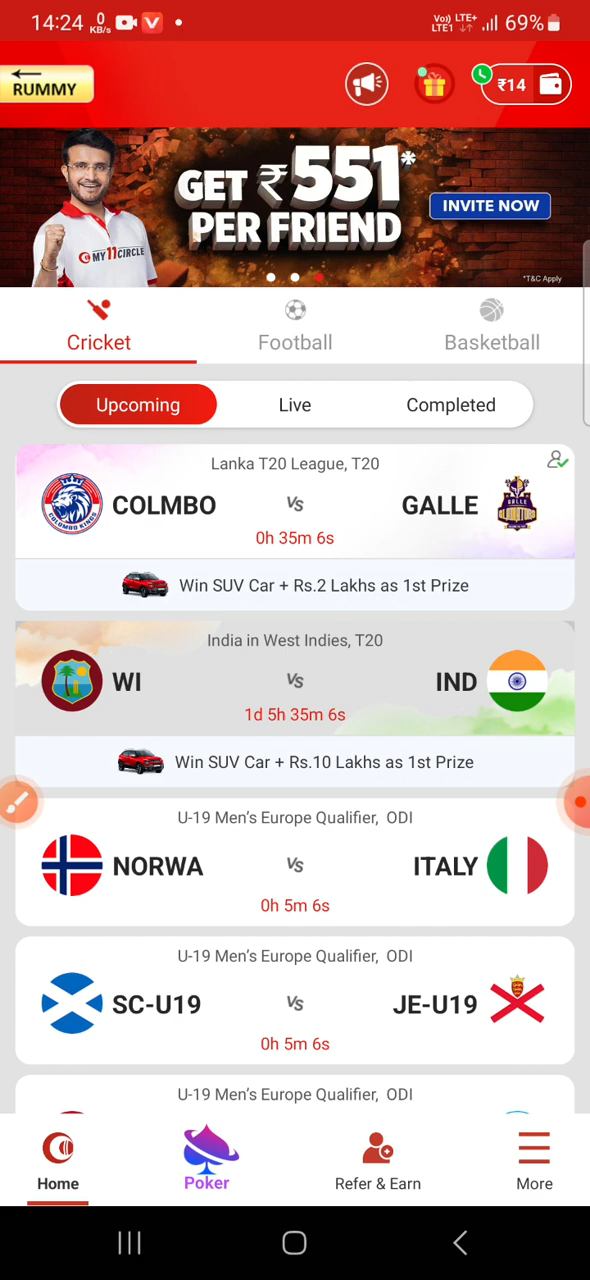 14:24 0 KB/s V Vo)) LTE+ LTE1 69%
RUMMY
₹14
GET ₹551*
PER FRIEND
INVITE NOW
MY11CIRCLE
*T&C Apply
Cricket Football Basketball
Upcoming Live Completed
Lanka T20 League, T20
COLOMBO KINGS
COLMBO Vs GALLE
GALLE GLADIATORS
0h 35m 6s
Win SUV Car + Rs.2 Lakhs as 1st Prize
India in West Indies, T20
WI Vs IND
1d 5h 35m 6s
Win SUV Car + Rs.10 Lakhs as 1st Prize
U-19 Men’s Europe Qualifier, ODI
NORWA Vs ITALY
0h 5m 6s
U-19 Men’s Europe Qualifier, ODI
SC-U19 Vs JE-U19
0h 5m 6s
U-19 Men’s Europe Qualifier, ODI
Home Poker Refer & Earn More